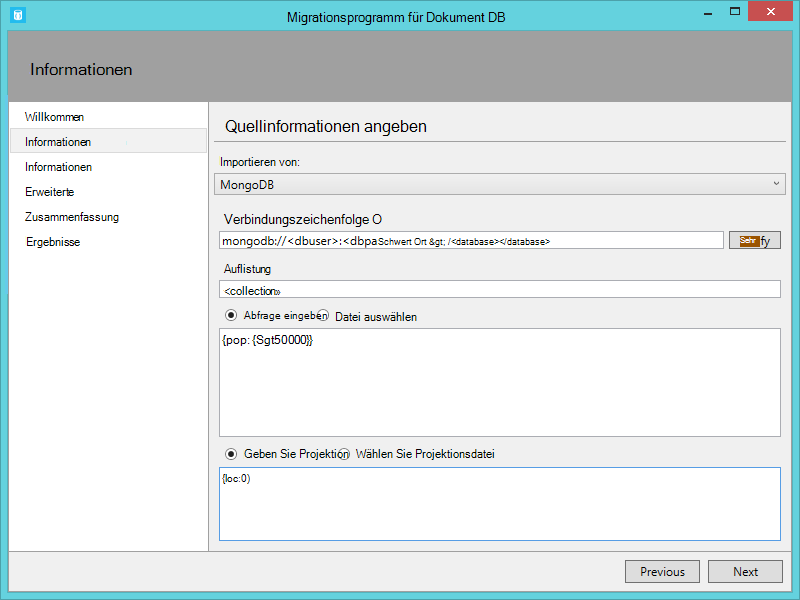 Migrationsprogramm für Dokument DB
Informationen
Willkommen
Informationen
Informationen
Erweiterte
Zusammenfassung
Ergebnisse
Quellinformationen angeben
Importieren von:
MongoDB
Verbindungszeichenfolge O
mongodb://<dbuser>:<dbpaSchwert Ort &gt; /<database></database>
Sehr fy
Auflistung
<collection»
Abfrage eingeben Datei auswählen
{pop: {Sgt50000}}
Geben Sie Projektion Wählen Sie Projektionsdatei
{loc:0)
Previous Next